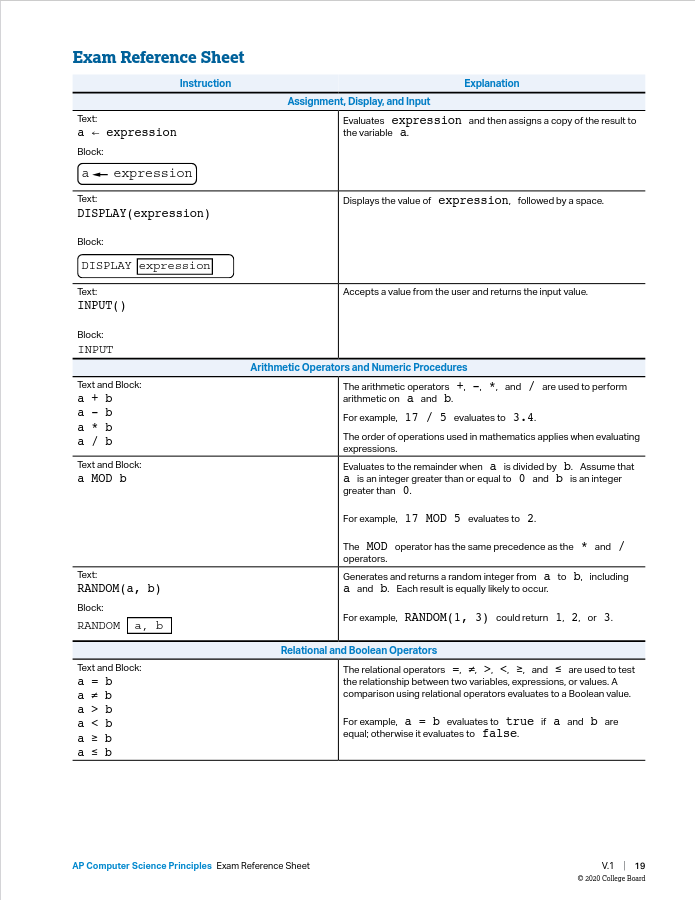 Exam Reference Sheet
Instruction Explanation
Assignment, Display, and Input
Text:
a ← expression
Block:
a ← expression
Evaluates expression and then assigns a copy of the result to
the variable a.
Text:
DISPLAY(expression)
Block:
DISPLAY expression
Displays the value of expression, followed by a space.
Text:
INPUT()
Block:
INPUT
Accepts a value from the user and returns the input value.
Arithmetic Operators and Numeric Procedures
Text and Block:
a + b
a - b
a * b
a / b
The arithmetic operators +, -, *, and / are used to perform
arithmetic on a and b.
For example, 17 / 5 evaluates to 3.4.
The order of operations used in mathematics applies when evaluating
expressions.
Text and Block:
a MOD b
Evaluates to the remainder when a is divided by b. Assume that
a is an integer greater than or equal to 0 and b is an integer
greater than 0.
For example, 17 MOD 5 evaluates to 2.
The MOD operator has the same precedence as the * and /
operators.
Text:
RANDOM(a, b)
Block:
RANDOM a, b
Generates and returns a random integer from a to b, including
a and b. Each result is equally likely to occur.
For example, RANDOM(1, 3) could return 1, 2, or 3.
Relational and Boolean Operators
Text and Block:
a = b
a ≠ b
a > b
a < b
a ≥ b
a ≤ b
The relational operators =, ≠, >, <, ≥, and ≤ are used to test
the relationship between two variables, expressions, or values. A
comparison using relational operators evaluates to a Boolean value.
For example, a = b evaluates to true if a and b are
equal; otherwise it evaluates to false.
AP Computer Science Principles Exam Reference Sheet V.1 | 19
© 2020 College Board